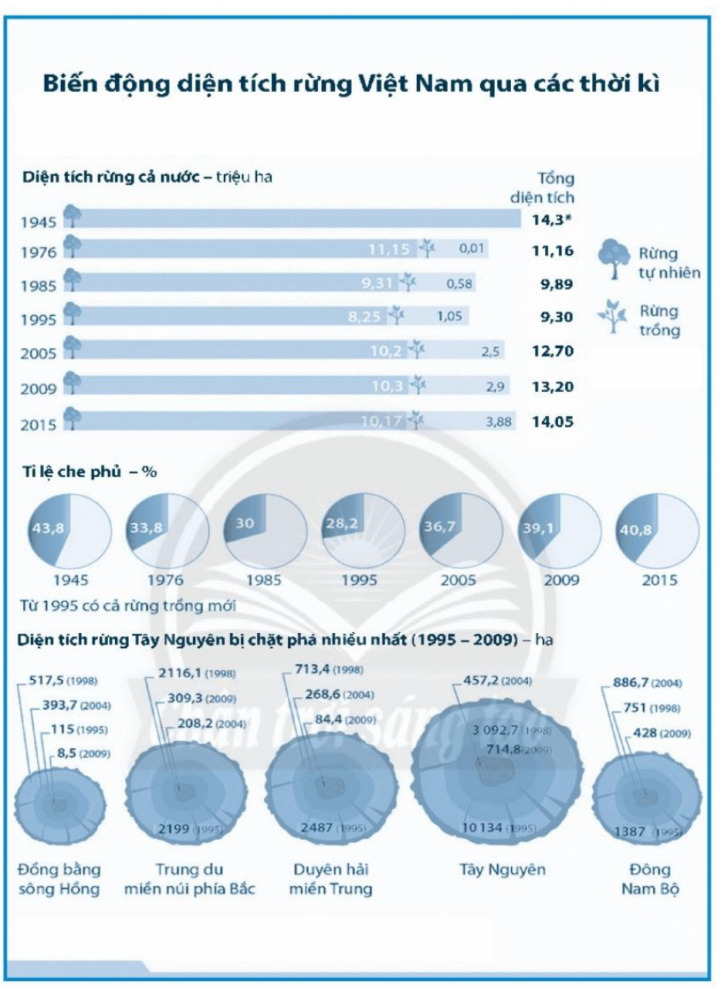 Biến động diện tích rừng Việt Nam qua các thời kì
Diện tích rừng cả nước – triệu ha
Tổng
diện tích
1945 14,3*
1976 11,15 0,01 11,16
1985 9,31 0,58 9,89
1995 8,25 1,05 9,30
2005 10,2 2,5 12,70
2009 10,3 2,9 13,20
2015 10,17 3,88 14,05
Rừng
tự nhiên
Rừng
trồng
Tỉ lệ che phủ – %
43,8 33,8 30 28,2 36,7 39,1 40,8
1945 1976 1985 1995 2005 2009 2015
Từ 1995 có cả rừng trồng mới
Diện tích rừng Tây Nguyên bị chặt phá nhiều nhất (1995 – 2009) – ha
517,5 (1998)
393,7 (2004)
115 (1995)
8,5 (2009)
Đồng bằng
sông Hồng
2116,1 (1998)
309,3 (2009)
208,2 (2004)
2199 (1995)
Trung du
miền núi phía Bắc
713,4 (1998)
268,6 (2004)
84,4 (2009)
2487 (1995)
Duyên hải
miền Trung
457,2 (2004)
3 092,7 (1998)
714,8 (2009)
10 134 (1995)
Tây Nguyên
886,7 (2004)
751 (1998)
428 (2009)
1387 (1995)
Đông
Nam Bộ
Chân trời sáng tạo